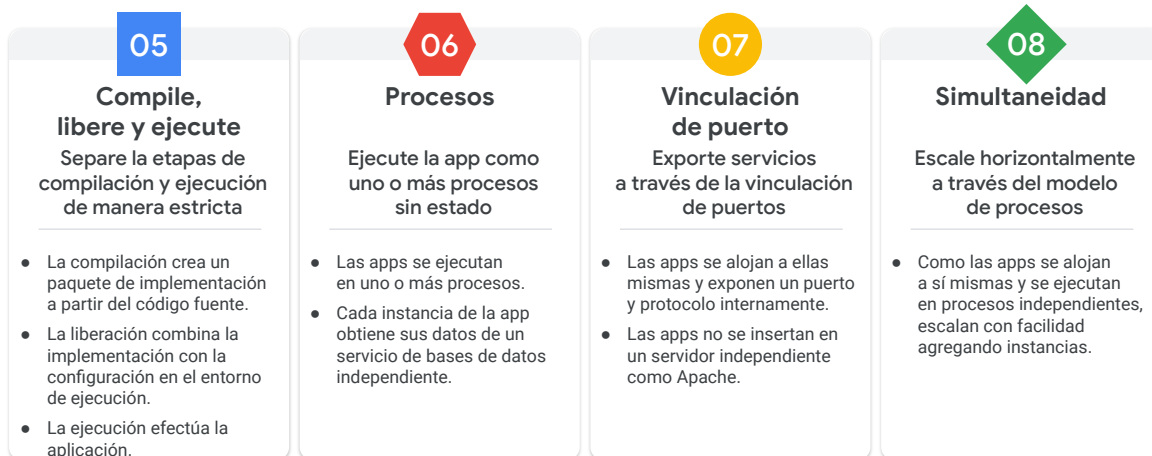 05
Compile,
libere y ejecute
Separe la etapas de
compilación y ejecución
de manera estricta
● La compilación crea un
paquete de implementación
a partir del código fuente.
● La liberación combina la
implementación con la
configuración en el entorno
de ejecución.
● La ejecución efectúa la
aplicación.
06
Procesos
Ejecute la app como
uno o más procesos
sin estado
● Las apps se ejecutan
en uno o más procesos.
● Cada instancia de la app
obtiene sus datos de un
servicio de bases de datos
independiente.
07
Vinculación
de puerto
Exporte servicios
a través de la vinculación
de puertos
● Las apps se alojan a ellas
mismas y exponen un puerto
y protocolo internamente.
● Las apps no se insertan en
un servidor independiente
como Apache.
08
Simultaneidad
Escale horizontalmente
a través del modelo
de procesos
● Como las apps se alojan
a sí mismas y se ejecutan
en procesos independientes,
escalan con facilidad
agregando instancias.